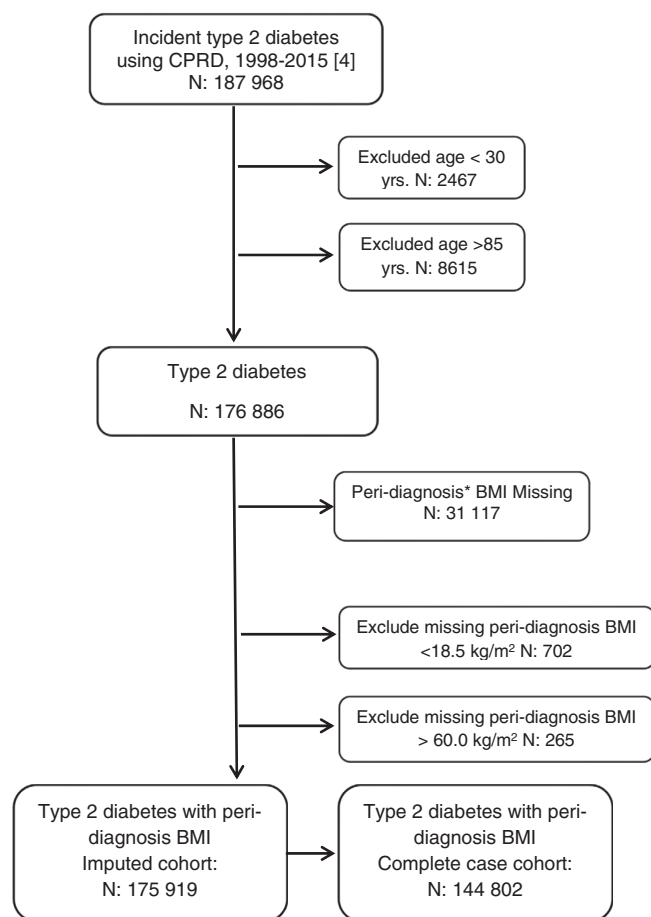 Incident type 2 diabetes
using CPRD, 1998-2015 [4]
N: 187 968
Excluded age < 30
yrs. N: 2467
Excluded age >85
yrs. N: 8615
Type 2 diabetes
N: 176 886
Peri-diagnosis* BMI Missing
N: 31 117
Exclude missing peri-diagnosis BMI
<18.5 kg/m² N: 702
Exclude missing peri-diagnosis BMI
> 60.0 kg/m² N: 265
Type 2 diabetes with peri-
diagnosis BMI
Imputed cohort:
N: 175 919
Type 2 diabetes with peri-
diagnosis BMI
Complete case cohort:
N: 144 802